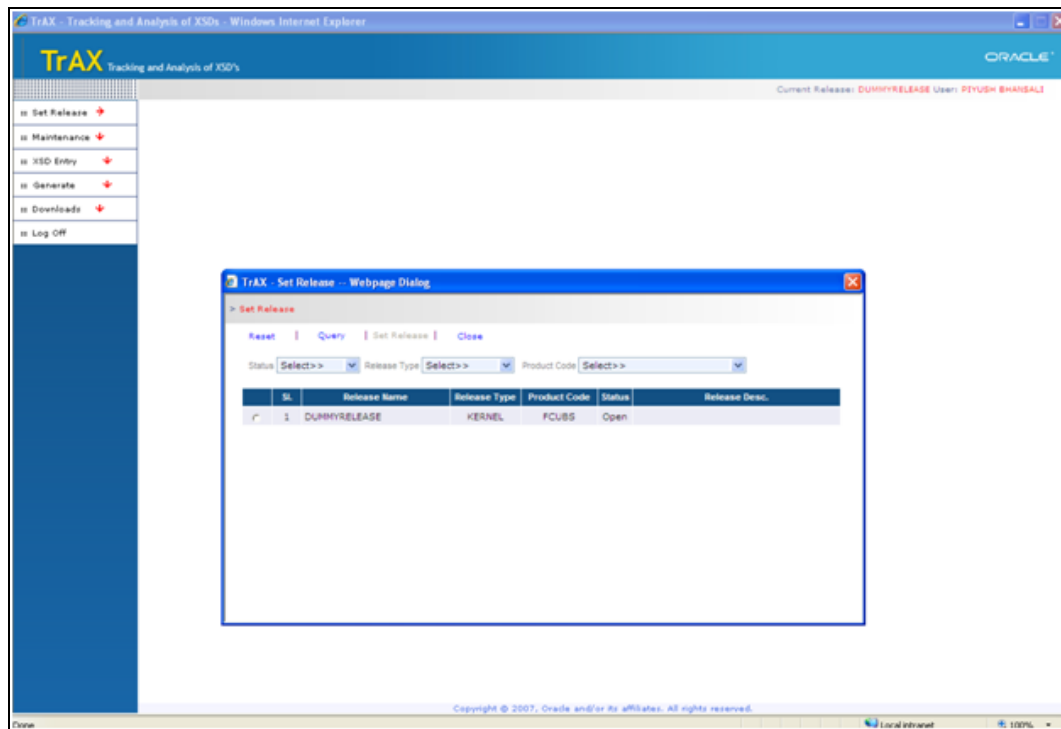 TrAX - Tracking and Analysis of XSDs - Windows Internet Explorer
TrAX Tracking and Analysis of XSD's
ORACLE
Current Release: DUMMYRELEASE User: PIYUSH BHANSALI
Set Release
Maintenance
XSD Entry
Generate
Downloads
Log Off
TrAX - Set Release -- Webpage Dialog
> Set Release
Reset | Query | Set Release | Close
Status Select>> Release Type Select>> Product Code Select>>
Sl. Release Name Release Type Product Code Status Release Desc.
1 DUMMYRELEASE KERNEL FCUBS Open
Copyright © 2007, Oracle and/or its affiliates. All rights reserved.
Done Local intranet 100%